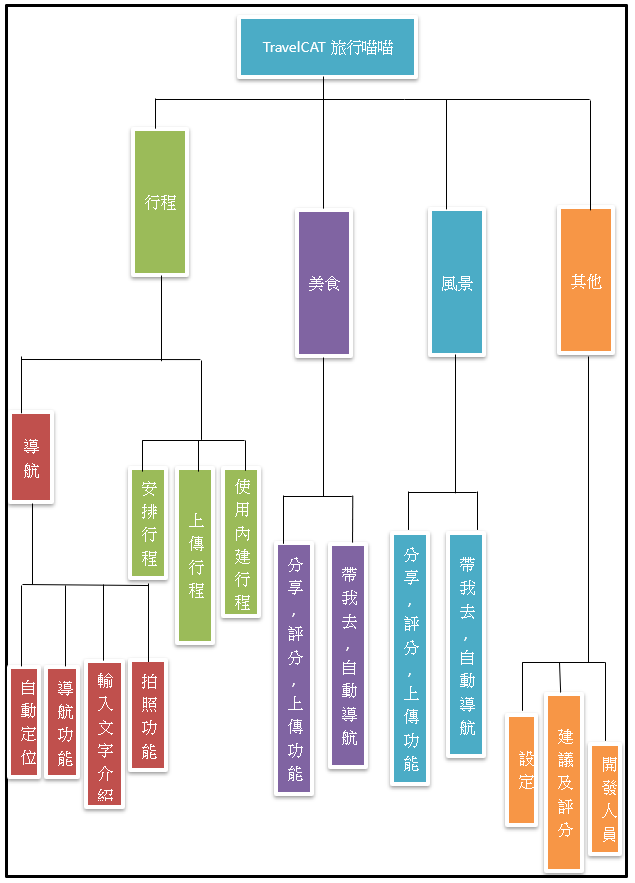 TravelCAT 旅行喵喵
行程
美食
風景
其他
導航
安排行程
上傳行程
使用內建行程
分享,評分,上傳功能
帶我去,自動導航
分享,評分,上傳功能
帶我去,自動導航
自動定位
導航功能
輸入文字介紹
拍照功能
設定
建議及評分
開發人員